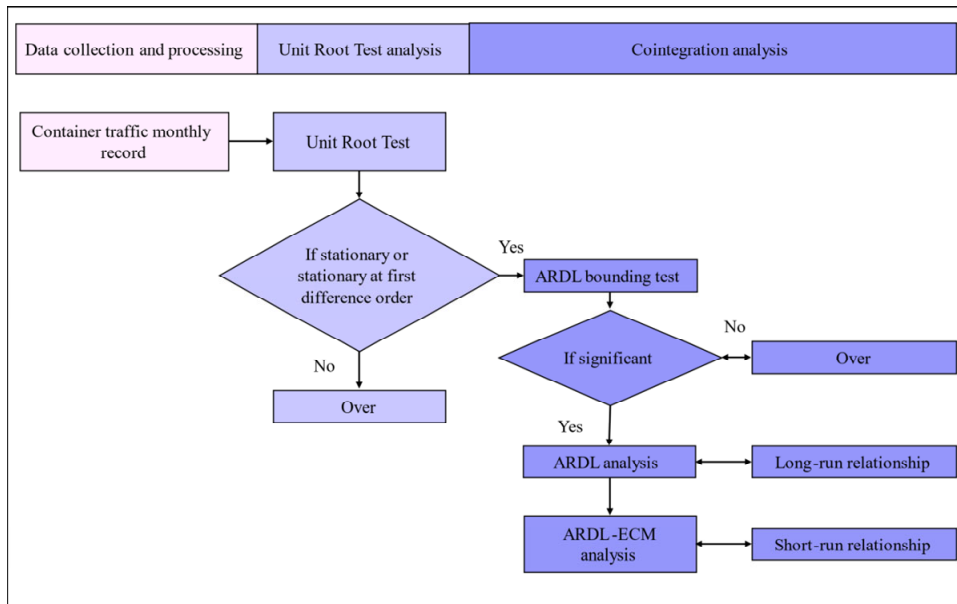 Data collection and processing
Unit Root Test analysis
Cointegration analysis
Container traffic monthly
record
Unit Root Test
If stationary or
stationary at first
difference order
Yes
ARDL bounding test
No
If significant
Over
No
Over
Yes
ARDL analysis
Long-run relationship
ARDL -ECM
analysis
Short-run relationship